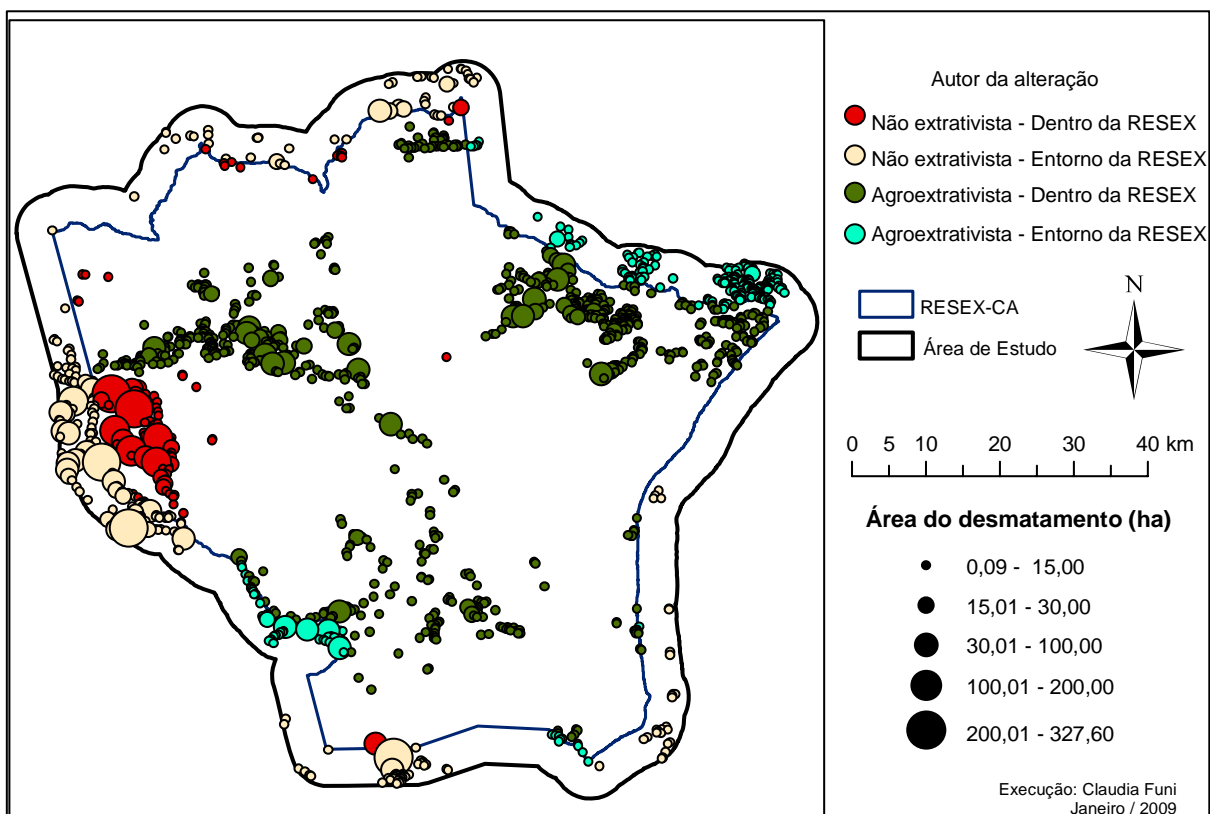 Autor da alteração
Não extrativista - Dentro da RESEX
Não extrativista - Entorno da RESEX
Agroextrativista - Dentro da RESEX
Agroextrativista - Entorno da RESEX
RESEX-CA
Área de Estudo
N
0 5 10 20 30 40 km
Área do desmatamento (ha)
0,09 - 15,00
15,01 - 30,00
30,01 - 100,00
100,01 - 200,00
200,01 - 327,60
Execução: Claudia Funi
Janeiro / 2009